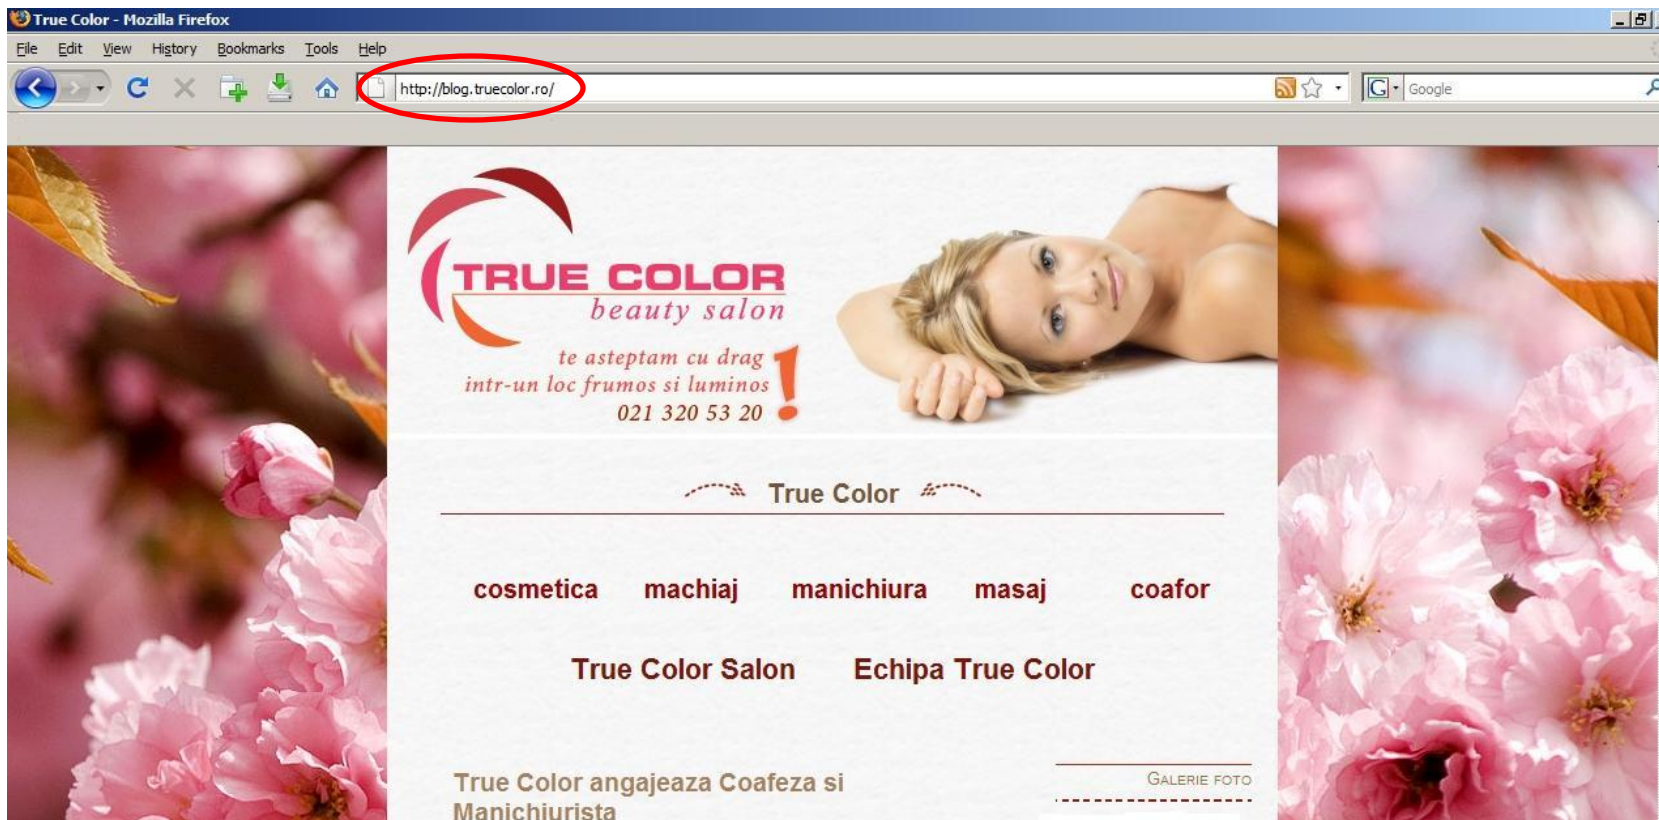 True Color - Mozilla Firefox
File Edit View History Bookmarks Tools Help
http://blog.truecolor.ro/
G Google
TRUE COLOR
beauty salon
te asteptam cu drag
intr-un loc frumos si luminos
021 320 53 20 !
True Color
cosmetica machiaj manichiura masaj coafor
True Color Salon Echipa True Color
True Color angajeaza Coafeza si
Manichiurista
GALERIE FOTO